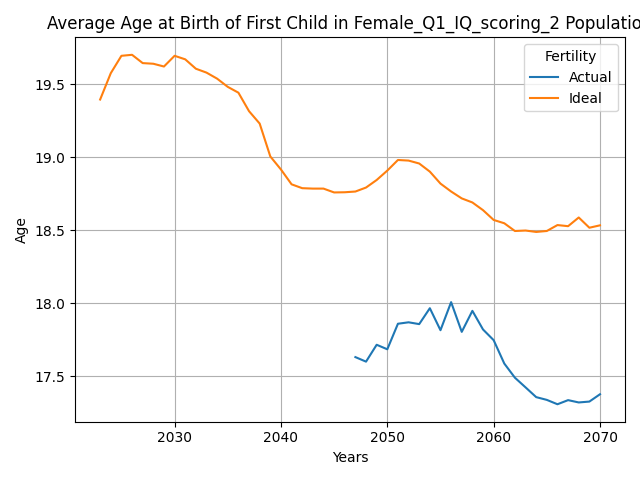 Average Age at Birth of First Child in Female_Q1_IQ_scoring_2 Populatio
Fertility
Actual
Ideal
19.5
19.0
18.5
18.0
17.5
Age
2030 2040 2050 2060 2070
Years